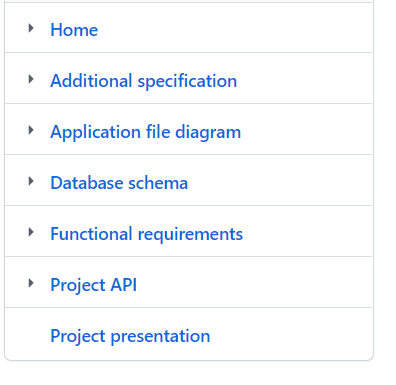 Home
Additional specification
Application file diagram
Database schema
Functional requirements
Project API
Project presentation